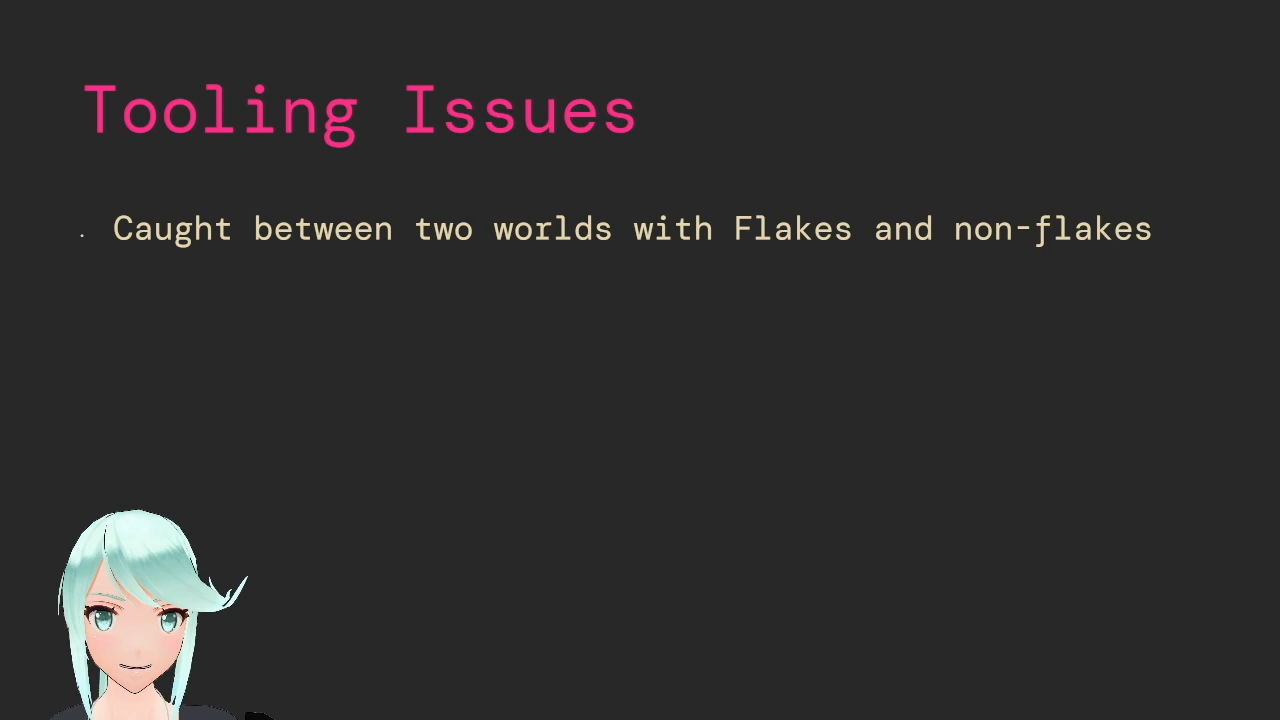 Tooling Issues
· Caught between two worlds with Flakes and non-flakes